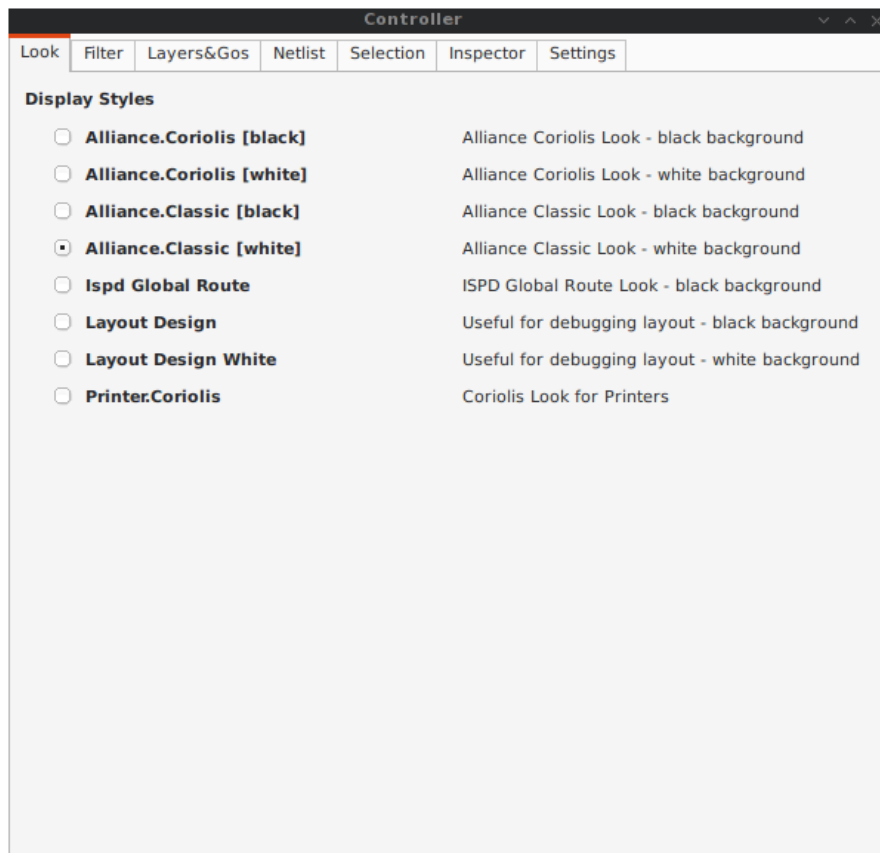 Controller
Look Filter Layers&Gos Netlist Selection Inspector Settings
Display Styles
Alliance.Coriolis [black] Alliance Coriolis Look - black background
Alliance.Coriolis [white] Alliance Coriolis Look - white background
Alliance.Classic [black] Alliance Classic Look - black background
Alliance.Classic [white] Alliance Classic Look - white background
Ispd Global Route ISPD Global Route Look - black background
Layout Design Useful for debugging layout - black background
Layout Design White Useful for debugging layout - white background
Printer.Coriolis Coriolis Look for Printers